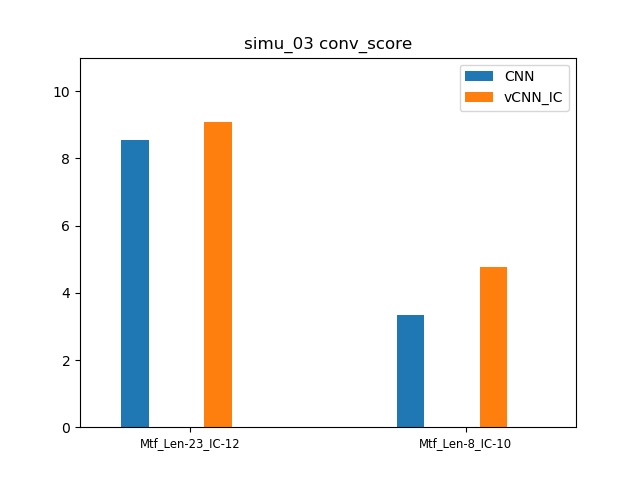 simu_03 conv_score
CNN
vCNN_IC
10
8
6
4
2
0
Mtf_Len-23_IC-12
Mtf_Len-8_IC-10